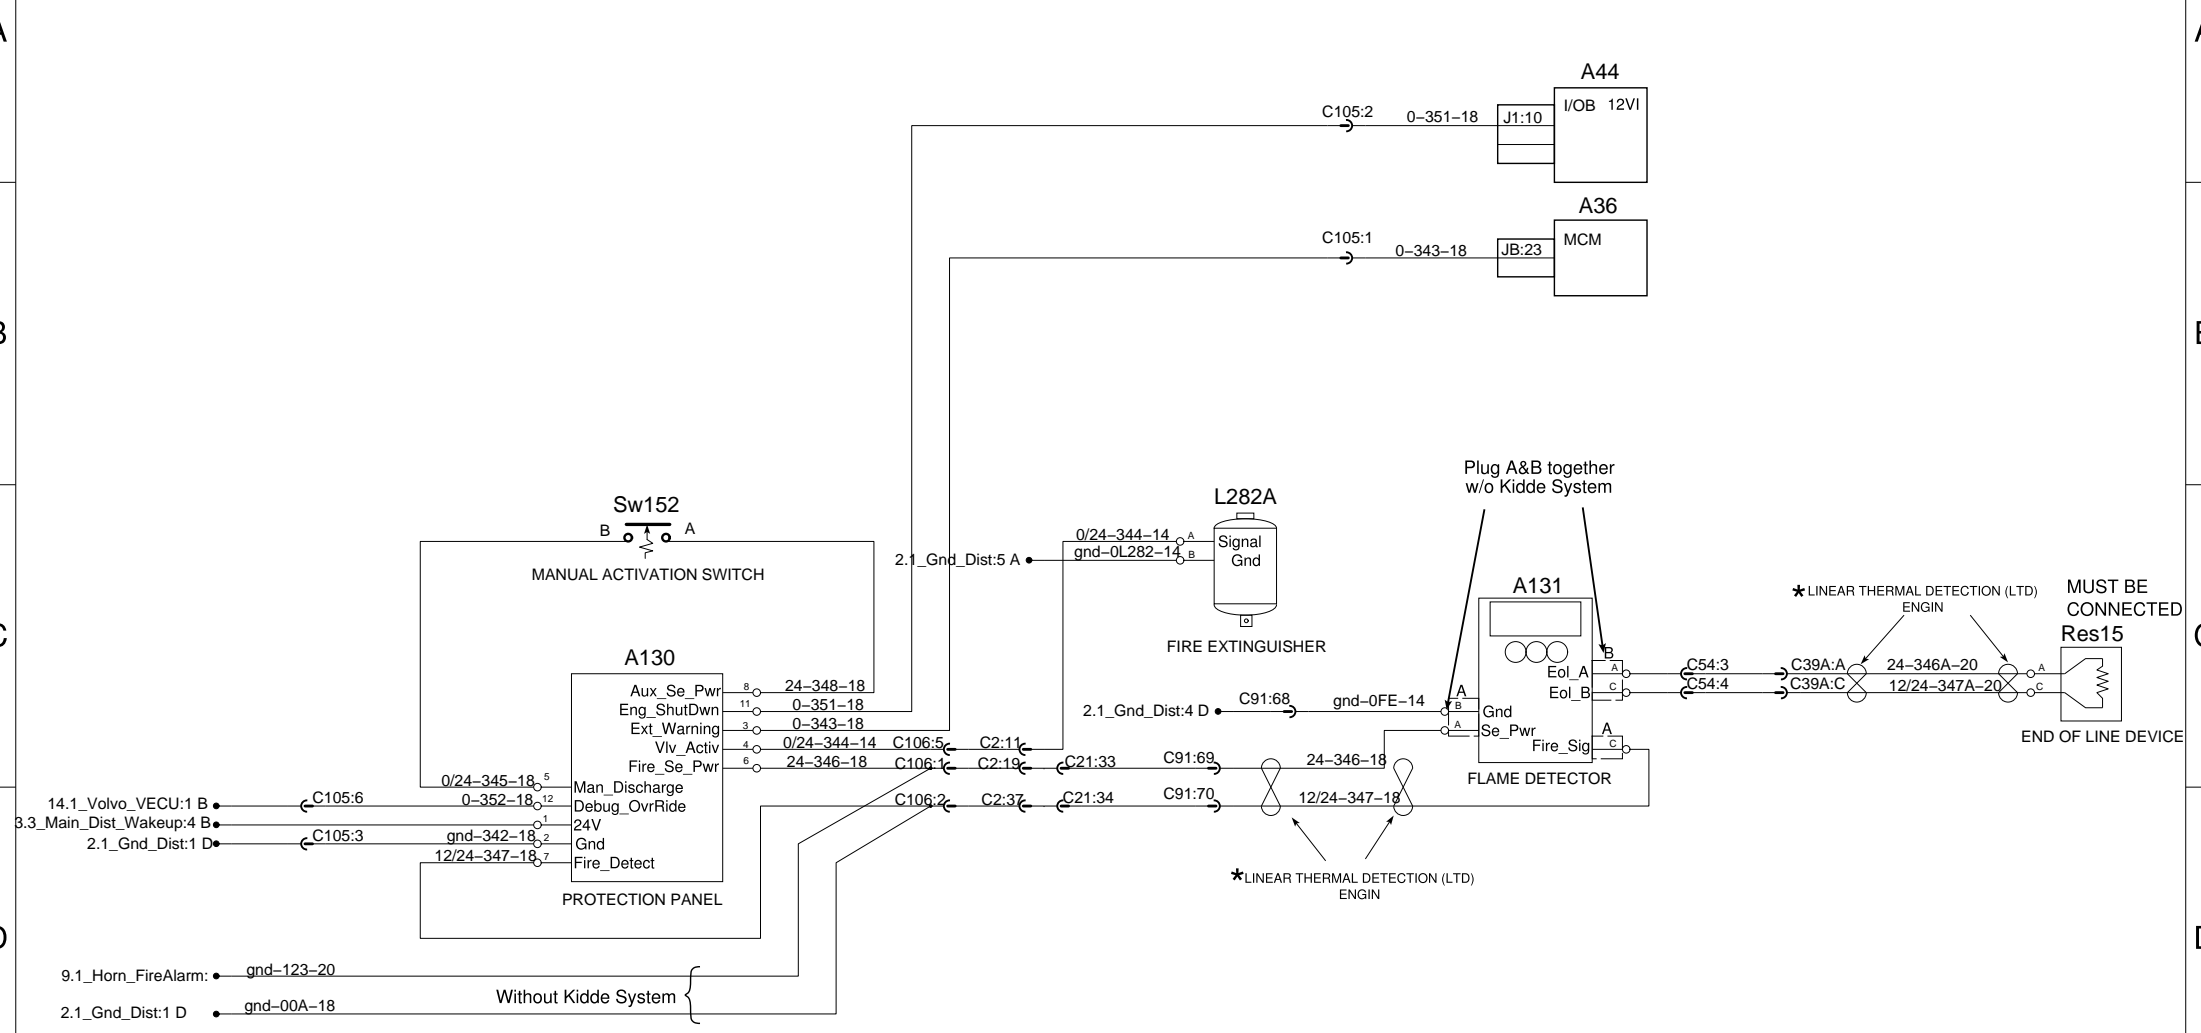 A
A
A44
I/OB 12VI
C105:2
0−351−18
J1:10
A36
MCM
C105:1
0−343−18
JB:23
B
B
Plug A&B together
w/o Kidde System
Sw152
B
A
MANUAL ACTIVATION SWITCH
L282A
0/24−344−14
A
Signal
2.1_Gnd_Dist:5 A
gnd−0L282−14
B
Gnd
FIRE EXTINGUISHER
A131
*LINEAR THERMAL DETECTION (LTD)
ENGIN
MUST BE
CONNECTED
Res15
C
C
A130
B
Eol_A
A
C54:3
C39A:A
24−346A−20
A
Eol_B
C
C54:4
C39A:C
12/24−347A−20
C
END OF LINE DEVICE
Aux_Se_Pwr
8
24−348−18
Eng_ShutDwn
11
0−351−18
Ext_Warning
3
0−343−18
Vlv_Activ
4
0/24−344−14
C106:5
C2:11
Fire_Se_Pwr
6
24−346−18
C106:1
C2:19
C21:33
C91:69
24−346−18
2.1_Gnd_Dist:4 D
C91:68
gnd−0FE−14
A
B
Gnd
A
Se_Pwr
Fire_Sig
A
C
FLAME DETECTOR
0/24−345−18
5
Man_Discharge
14.1_Volvo_VECU:1 B
C105:6
0−352−18
12
Debug_OvrRide
C106:2
C2:37
C21:34
C91:70
12/24−347−18
3.3_Main_Dist_Wakeup:4 B
1
24V
2.1_Gnd_Dist:1 D
C105:3
gnd−342−18
2
Gnd
12/24−347−18
7
Fire_Detect
PROTECTION PANEL
*LINEAR THERMAL DETECTION (LTD)
ENGIN
D
D
9.1_Horn_FireAlarm:
gnd−123−20
Without Kidde System
2.1_Gnd_Dist:1 D
gnd−00A−18